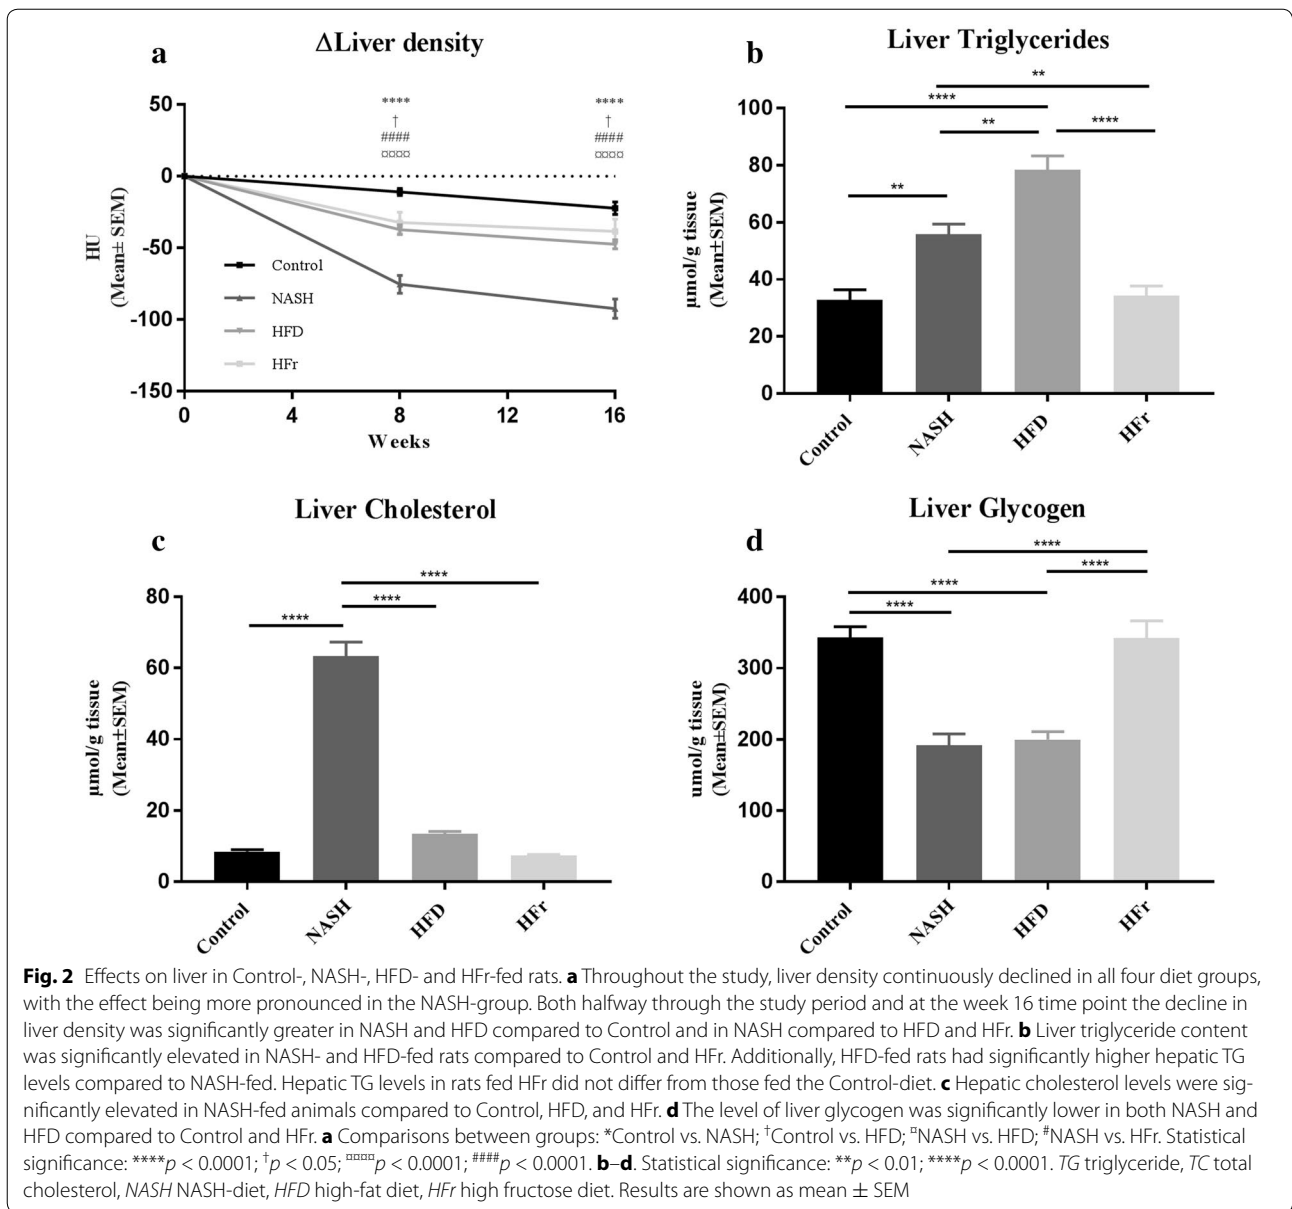 a
ΔLiver density
50
0
-50
-100
-150
HU
(Mean± SEM)
****
†
####
¤¤¤¤
****
†
####
¤¤¤¤
Control
NASH
HFD
HFr
0
4
8
12
16
Weeks
b
Liver Triglycerides
**
****
**
****
**
100
80
60
40
20
0
µmol/g tissue
(Mean±SEM)
Control
NASH
HFD
HFr
Liver Cholesterol
c
****
****
****
80
60
40
20
0
µmol/g tissue
(Mean±SEM)
Control
NASH
HFD
HFr
Liver Glycogen
d
****
****
****
****
400
300
200
100
0
umol/g tissue
(Mean±SEM)
Control
NASH
HFD
HFr
Fig. 2 Effects on liver in Control-, NASH-, HFD- and HFr-fed rats. a Throughout the study, liver density continuously declined in all four diet groups,
with the effect being more pronounced in the NASH-group. Both halfway through the study period and at the week 16 time point the decline in
liver density was significantly greater in NASH and HFD compared to Control and in NASH compared to HFD and HFr. b Liver triglyceride content
was significantly elevated in NASH- and HFD-fed rats compared to Control and HFr. Additionally, HFD-fed rats had significantly higher hepatic TG
levels compared to NASH-fed. Hepatic TG levels in rats fed HFr did not differ from those fed the Control-diet. c Hepatic cholesterol levels were sig-
nificantly elevated in NASH-fed animals compared to Control, HFD, and HFr. d The level of liver glycogen was significantly lower in both NASH and
HFD compared to Control and HFr. a Comparisons between groups: *Control vs. NASH; †Control vs. HFD; ¤NASH vs. HFD; #NASH vs. HFr. Statistical
significance: ****p < 0.0001; †p < 0.05; ¤¤¤¤p < 0.0001; ####p < 0.0001. b–d. Statistical significance: **p < 0.01; ****p < 0.0001. TG triglyceride, TC total
cholesterol, NASH NASH-diet, HFD high-fat diet, HFr high fructose diet. Results are shown as mean ± SEM